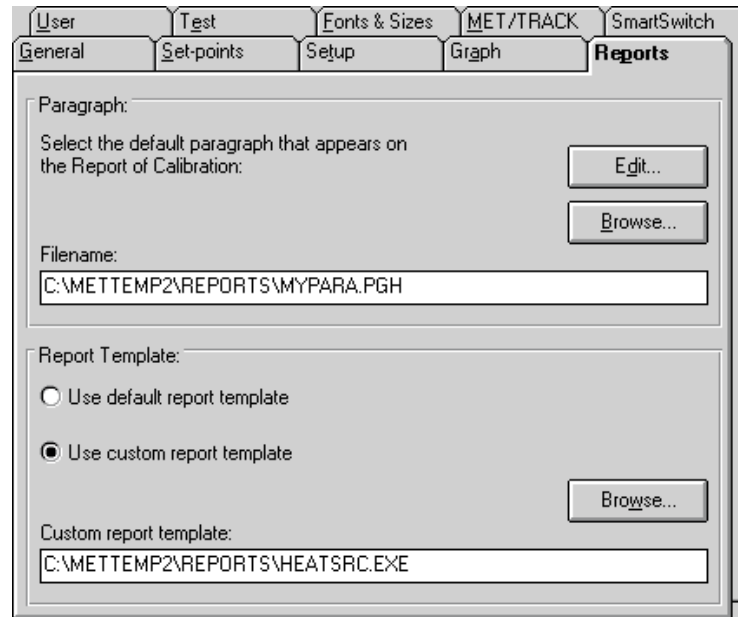 User Test Fonts & Sizes MET/TRACK SmartSwitch
General Set-points Setup Graph Reports
Paragraph:
Select the default paragraph that appears on
the Report of Calibration:
Edit...
Browse...
Filename:
C:\METTEMP2\REPORTS\MYPARA.PGH
Report Template:
Use default report template
Use custom report template
Browse...
Custom report template:
C:\METTEMP2\REPORTS\HEATSRC.EXE